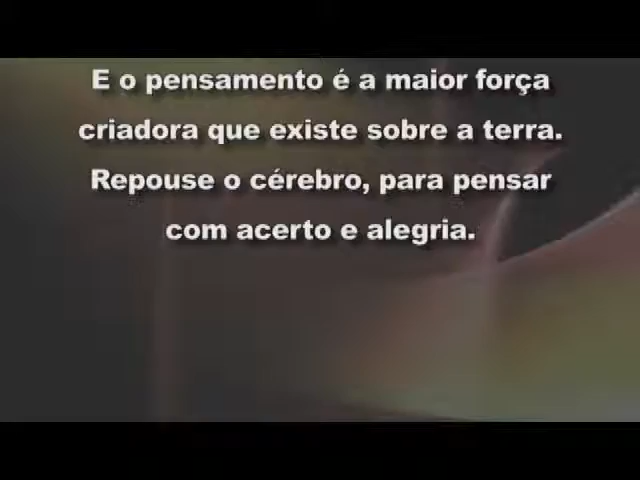 E o pensamento é a maior força
criadora que existe sobre a terra.
Repouse o cérebro, para pensar
com acerto e alegria.